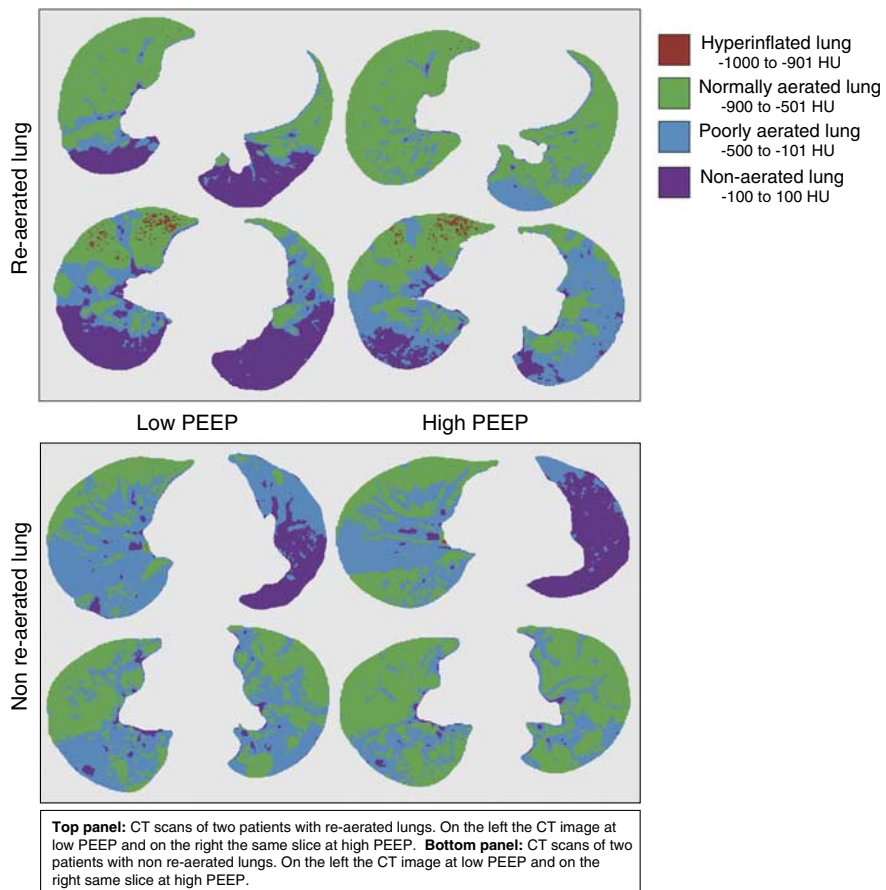 Hyperinflated lung
-1000 to -901 HU
Normally aerated lung
-900 to -501 HU
Poorly aerated lung
-500 to -101 HU
Non-aerated lung
-100 to 100 HU
Re-aerated lung
Low PEEP
High PEEP
Non re-aerated lung
Top panel: CT scans of two patients with re-aerated lungs. On the left the CT image at
low PEEP and on the right the same slice at high PEEP. Bottom panel: CT scans of two
patients with non re-aerated lungs. On the left the CT image at low PEEP and on the
right same slice at high PEEP.